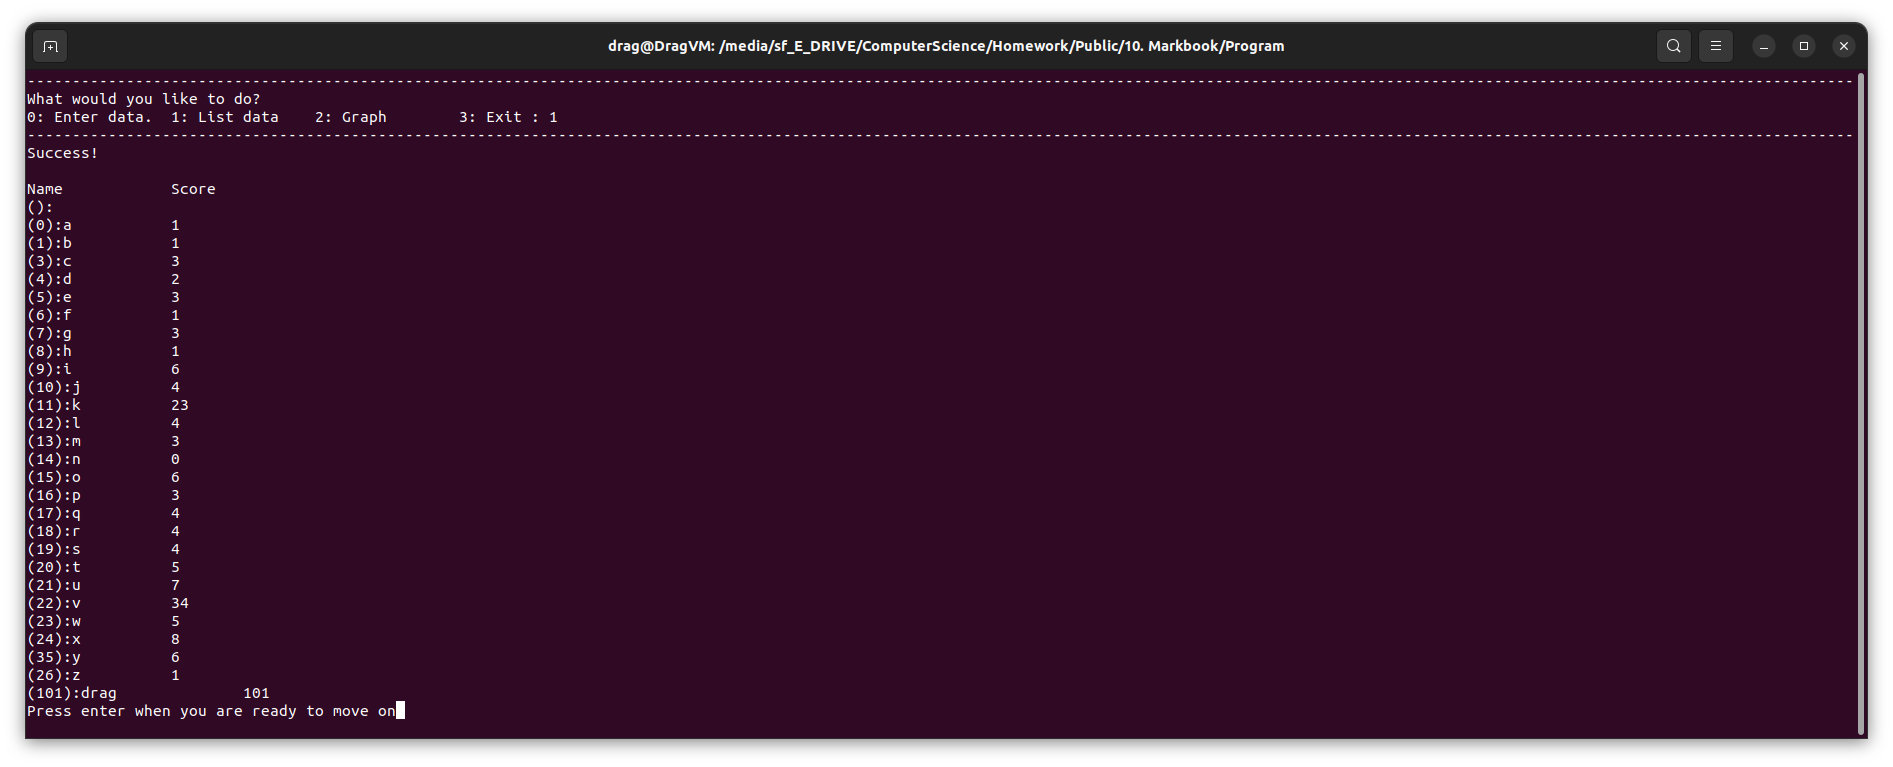 drag@DragVM: /media/sf_E_DRIVE/ComputerScience/Homework/Public/10. Markbook/Program
What would you like to do?
0: Enter data.  1: List data    2: Graph        3: Exit : 1
Success!
Name            Score
():
(0):a           1
(1):b           1
(3):c           3
(4):d           2
(5):e           3
(6):f           1
(7):g           3
(8):h           1
(9):i           6
(10):j          4
(11):k          23
(12):l          4
(13):m          3
(14):n          0
(15):o          6
(16):p          3
(17):q          4
(18):r          4
(19):s          4
(20):t          5
(21):u          7
(22):v          34
(23):w          5
(24):x          8
(35):y          6
(26):z          1
(101):drag              101
Press enter when you are ready to move on